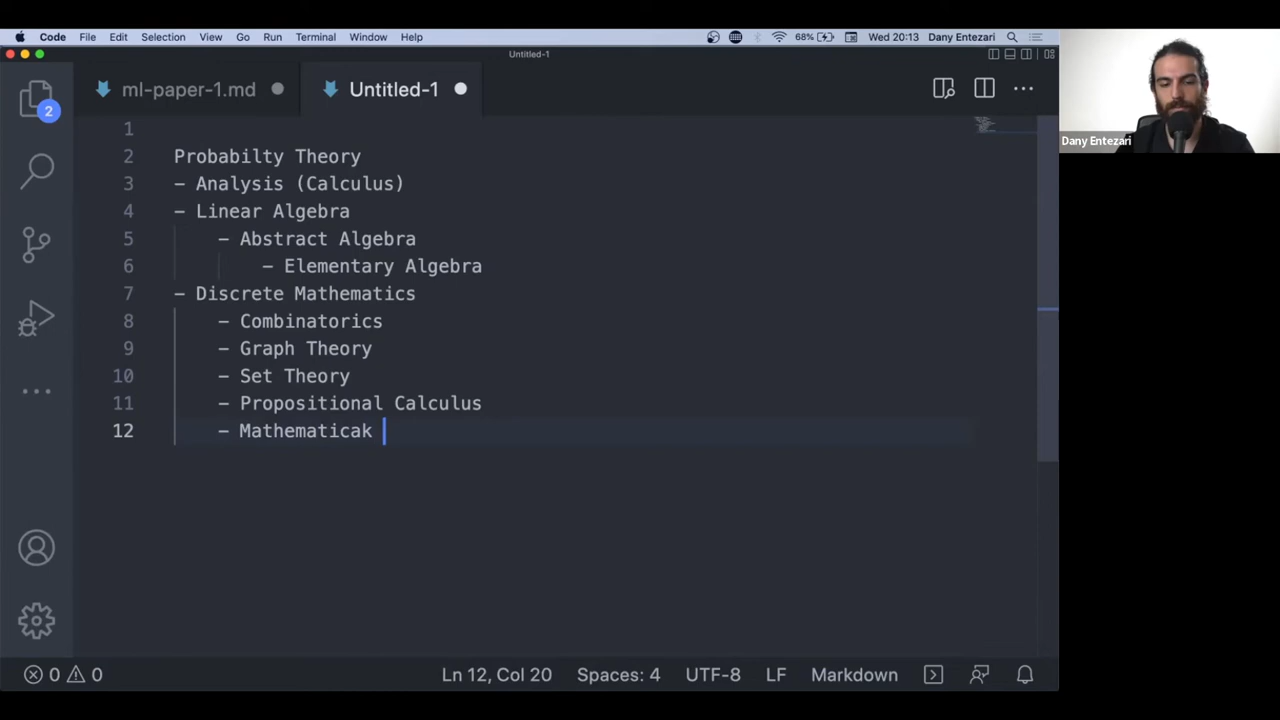 Code File Edit Selection View Go Run Terminal Window Help 68% Wed 20:13 Dany Entezari
Untitled-1
2
ml-paper-1.md Untitled-1
Dany Entezari
1
2 Probabilty Theory
3 - Analysis (Calculus)
4 - Linear Algebra
5 - Abstract Algebra
6 - Elementary Algebra
7 - Discrete Mathematics
8 - Combinatorics
9 - Graph Theory
10 - Set Theory
11 - Propositional Calculus
12 - Mathematicak
0 0 Ln 12, Col 20 Spaces: 4 UTF-8 LF Markdown